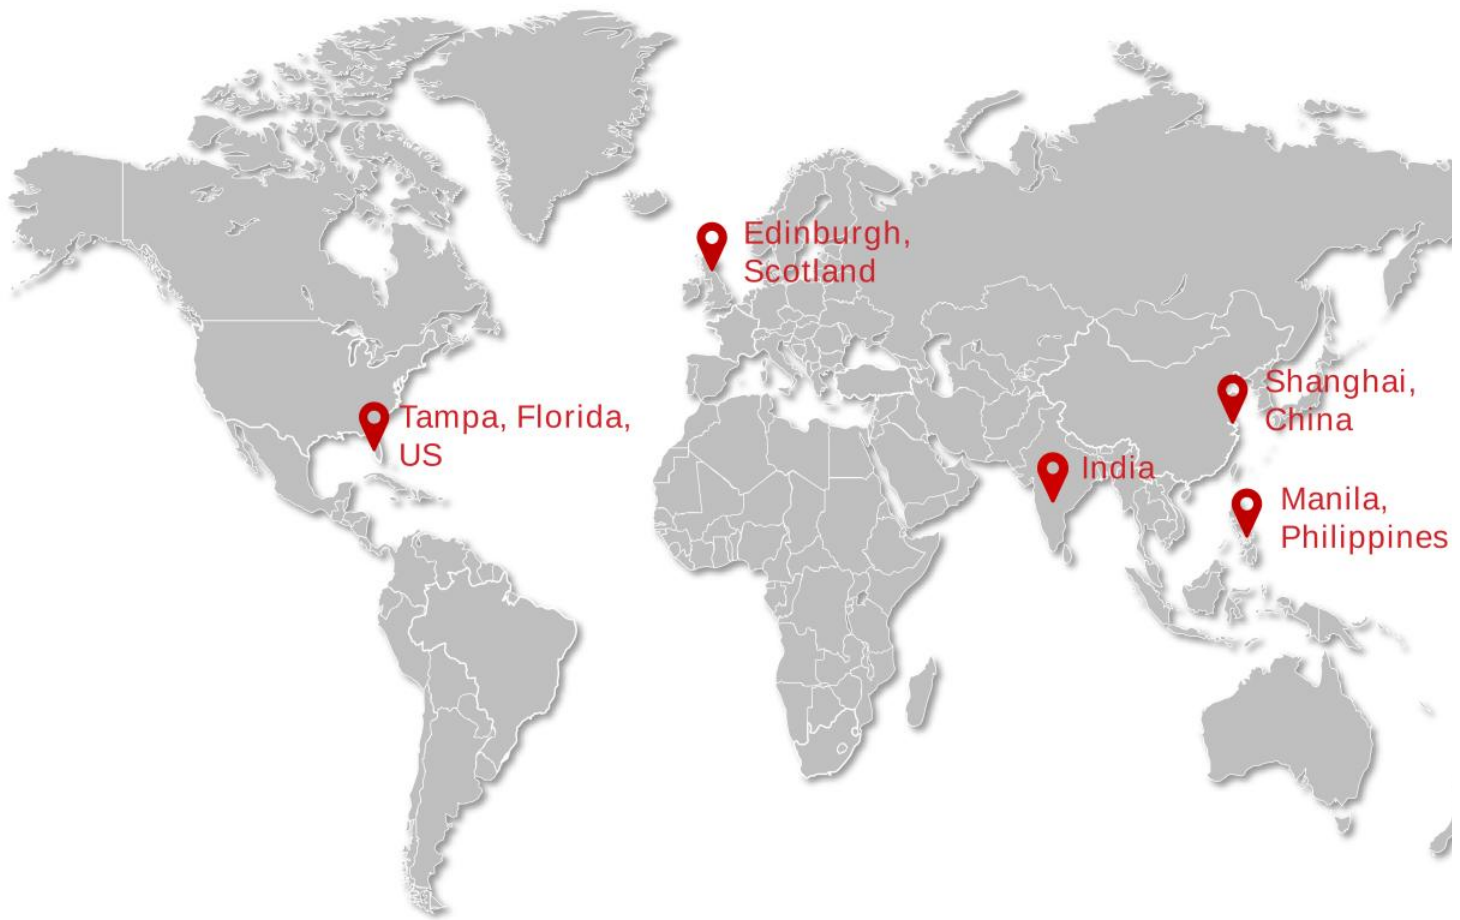 Edinburgh,
Scotland
Shanghai,
China
Tampa, Florida,
US
India
Manila,
Philippines